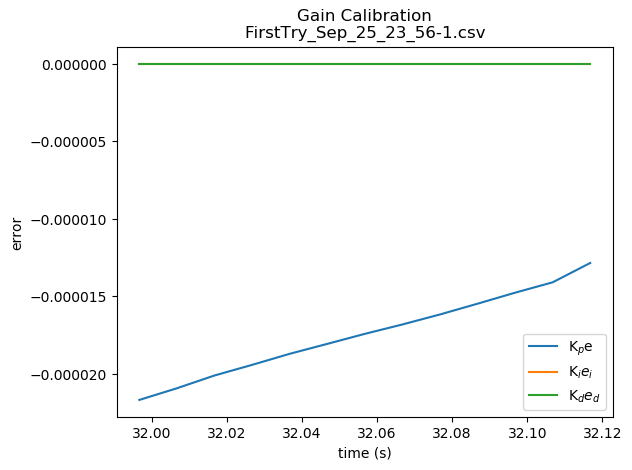 Gain Calibration
FirstTry_Sep_25_23_56-1.csv
0.000000
−0.000005
−0.000010
−0.000015
−0.000020
error
32.00 32.02 32.04 32.06 32.08 32.10 32.12
time (s)
Kₚe
Kᵢeᵢ
K_de_d